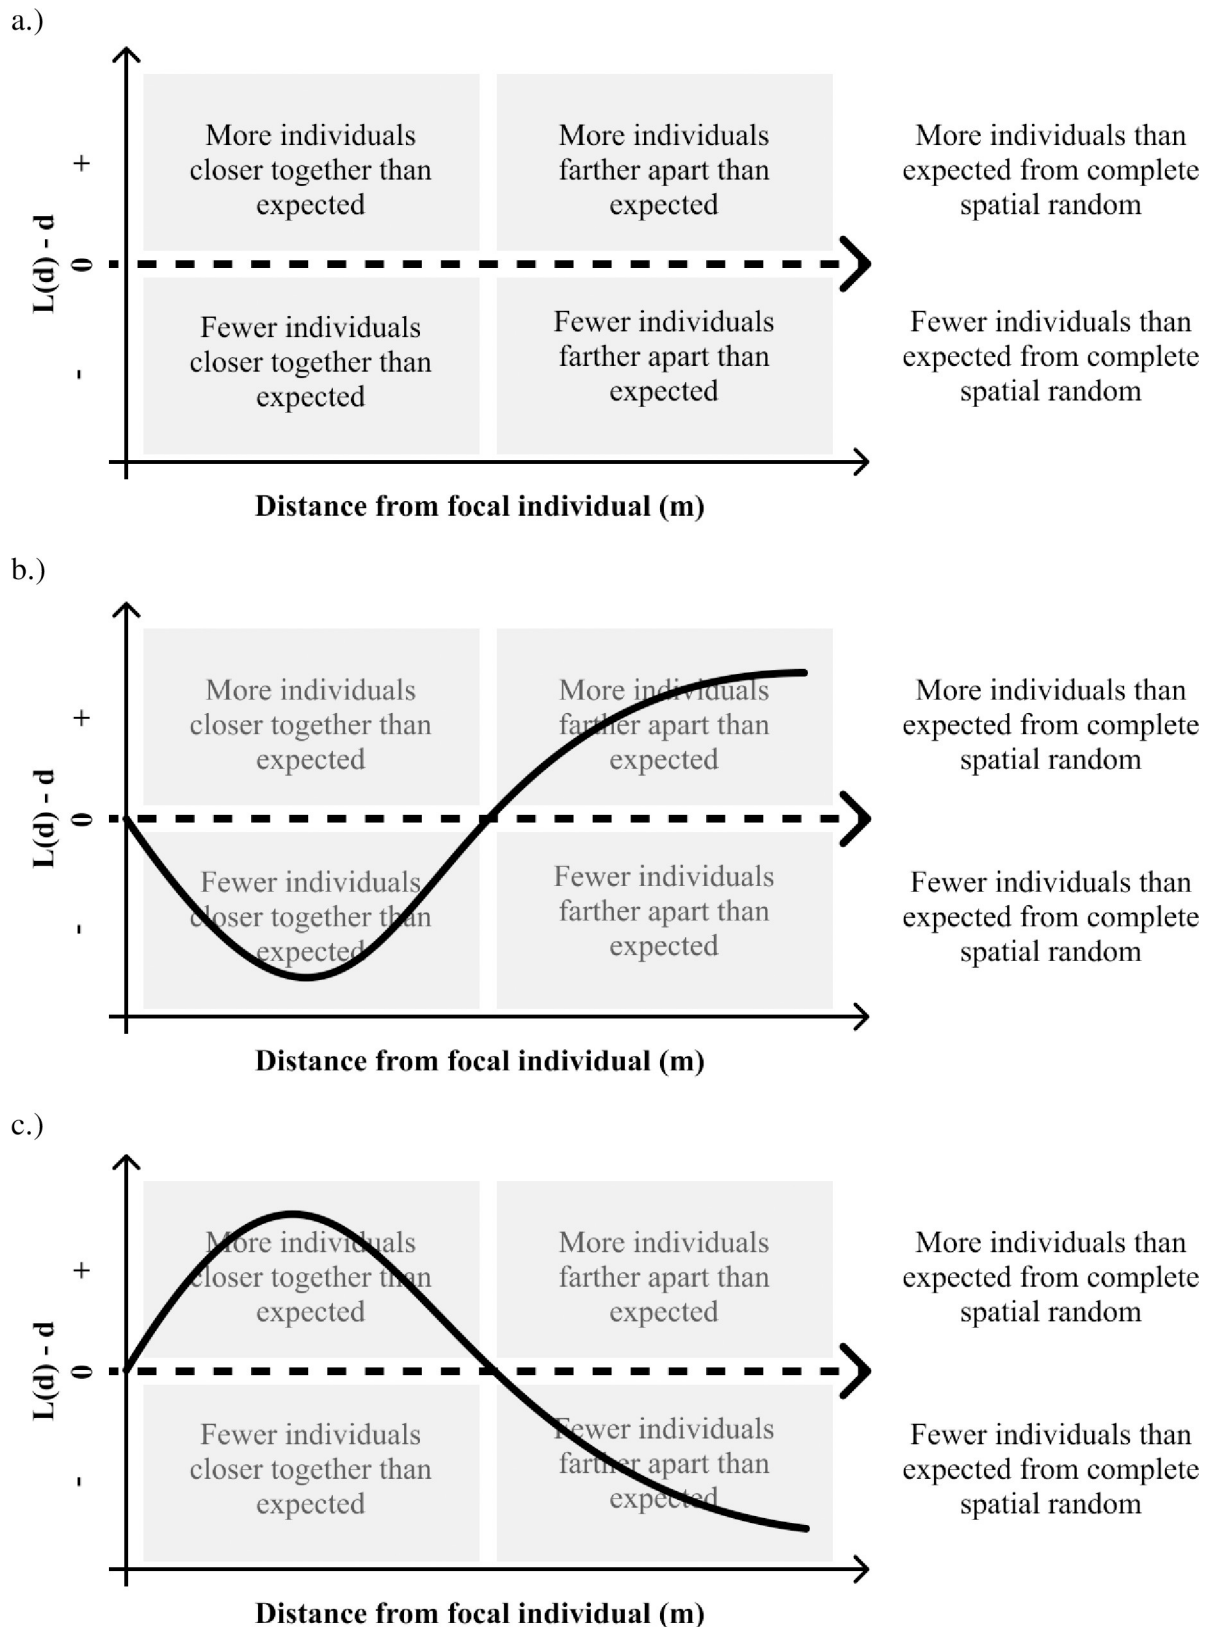 a.)
More individuals
closer together than
expected
More individuals
farther apart than
expected
More individuals than
expected from complete
spatial random
+
0
-
L(d) - d
Fewer individuals
closer together than
expected
Fewer individuals
farther apart than
expected
Fewer individuals than
expected from complete
spatial random
Distance from focal individual (m)
b.)
More individuals
closer together than
expected
More individuals
farther apart than
expected
More individuals than
expected from complete
spatial random
+
0
-
L(d) - d
Fewer individuals
closer together than
expected
Fewer individuals
farther apart than
expected
Fewer individuals than
expected from complete
spatial random
Distance from focal individual (m)
c.)
More individuals
closer together than
expected
More individuals
farther apart than
expected
More individuals than
expected from complete
spatial random
+
0
-
L(d) - d
Fewer individuals
closer together than
expected
Fewer individuals
farther apart than
expected
Fewer individuals than
expected from complete
spatial random
Distance from focal individual (m)